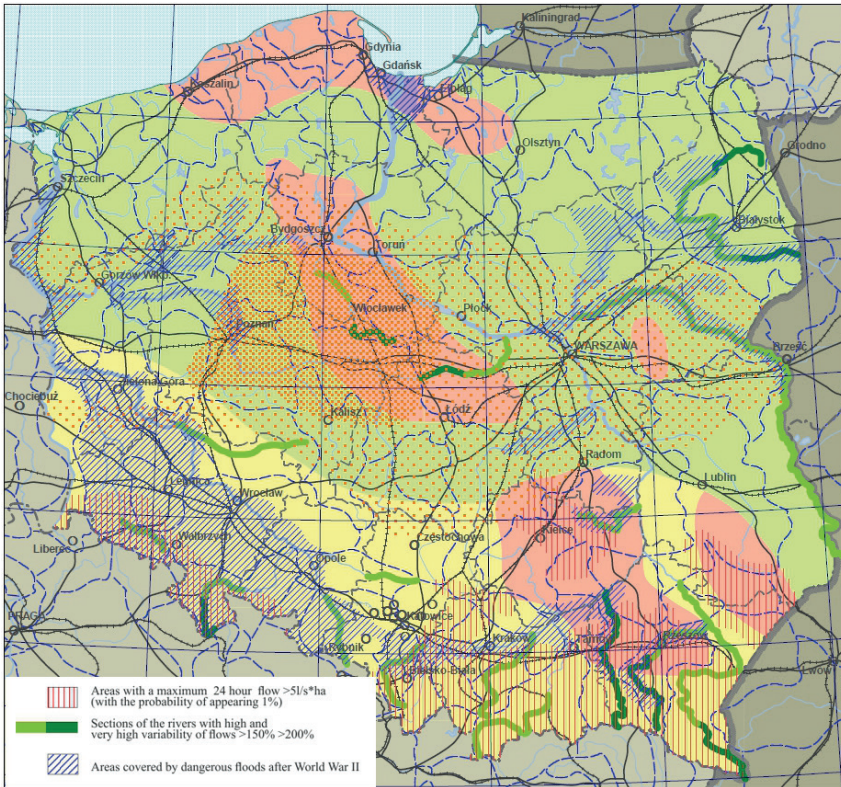 Kaliningrad
Gdynia
Gdańsk
Koszalin
Elbląg
Olsztyn
Grodno
Szczecin
Białystok
Bydgoszcz
Toruń
Gorzów Wlkp.
Włocławek
Płock
Poznań
WARSZAWA
Brześć
Zielona Góra
Chociebuż
Kalisz
Łódź
Radom
Lublin
Legnica
Wrocław
Kielce
Liberec
Wałbrzych
Częstochowa
Opole
PRAGA
Katowice
Kraków
Tarnów
Rzeszów
Rybnik
Bielsko-Biała
Lwów
Areas with a maximum 24 hour flow >5l/s*ha
(with the probability of appearing 1%)
Sections of the rivers with high and
very high variability of flows >150% >200%
Areas covered by dangerous floods after World War II